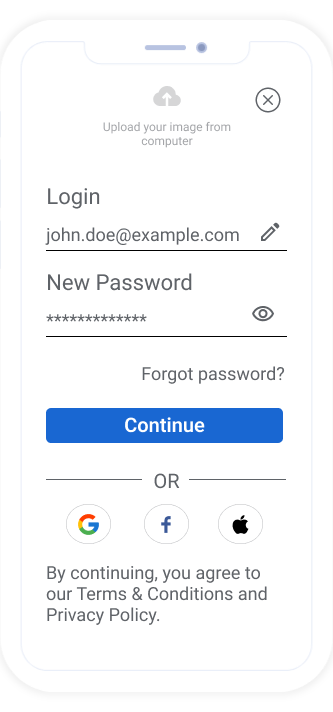 Upload your image from
computer
Login
john.doe@example.com
New Password
*************
Forgot password?
Continue
OR
By continuing, you agree to
our Terms & Conditions and
Privacy Policy.